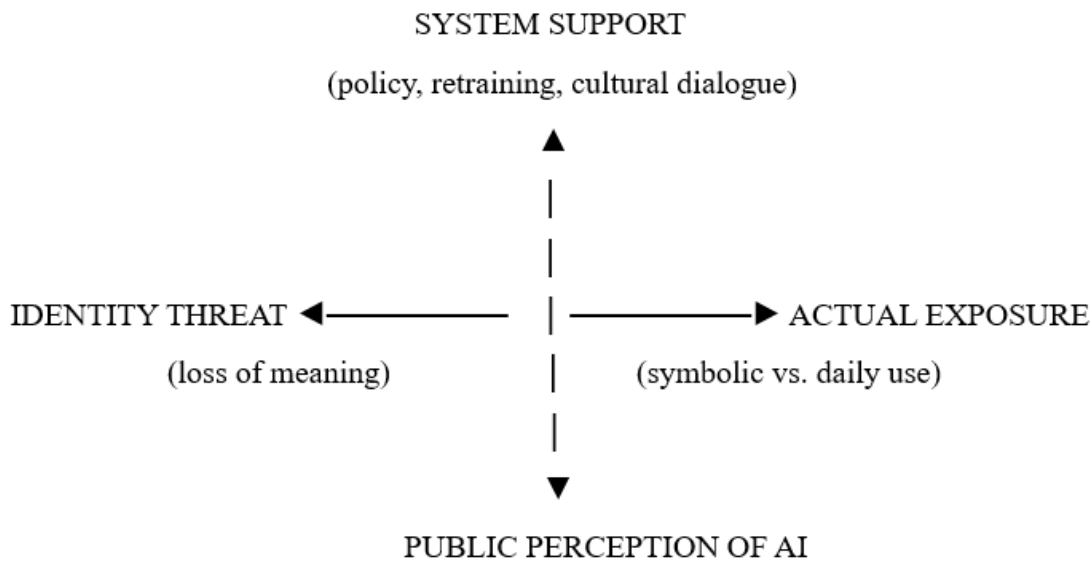 SYSTEM SUPPORT
(policy, retraining, cultural dialogue)
IDENTITY THREAT
ACTUAL EXPOSURE
(loss of meaning)
(symbolic vs. daily use)
PUBLIC PERCEPTION OF AI